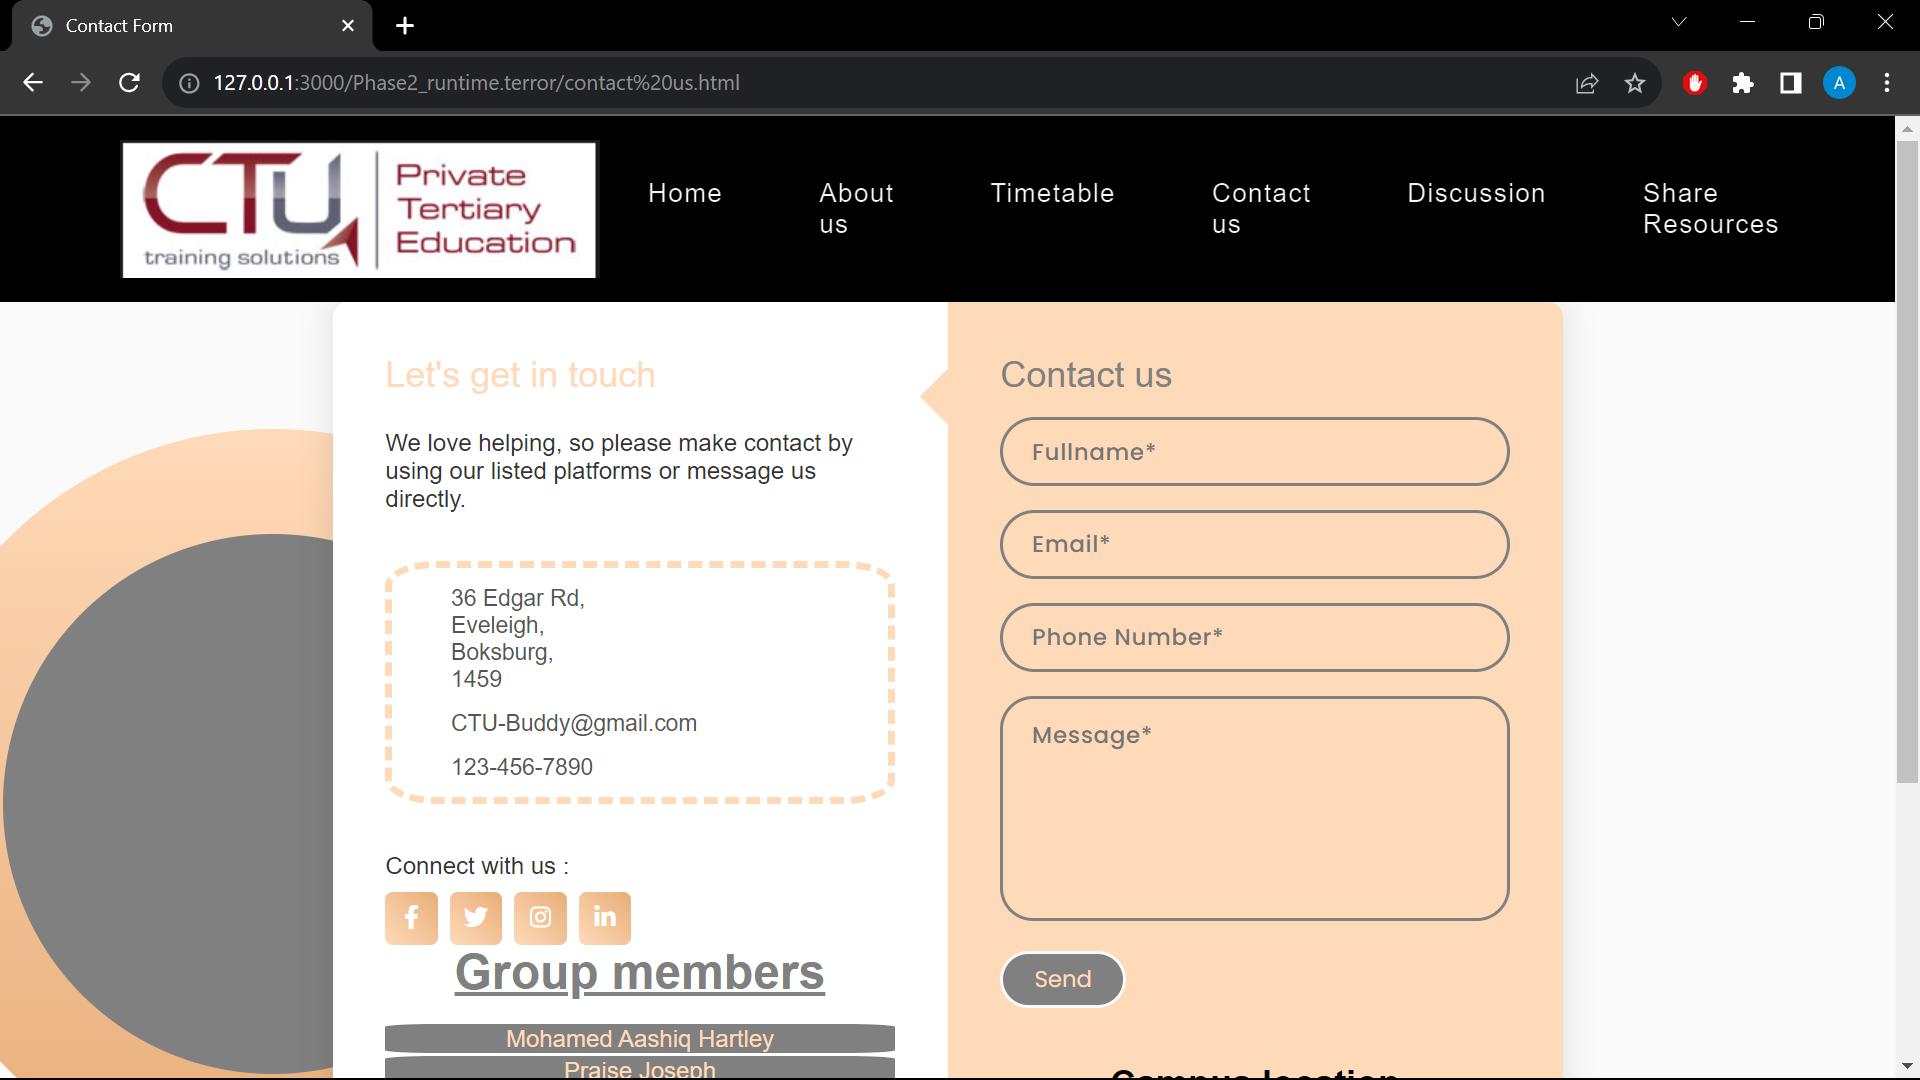 Contact Form
127.0.0.1:3000/Phase2_runtime.terror/contact%20us.html
A
CTU
training solutions
Private
Tertiary
Education
Home
About
us
Timetable
Contact
us
Discussion
Share
Resources
Let's get in touch
We love helping, so please make contact by
using our listed platforms or message us
directly.
36 Edgar Rd,
Eveleigh,
Boksburg,
1459
CTU-Buddy@gmail.com
123-456-7890
Connect with us :
Group members
Mohamed Aashiq Hartley
Praise Joseph
Contact us
Fullname*
Email*
Phone Number*
Message*
Send
Campus location